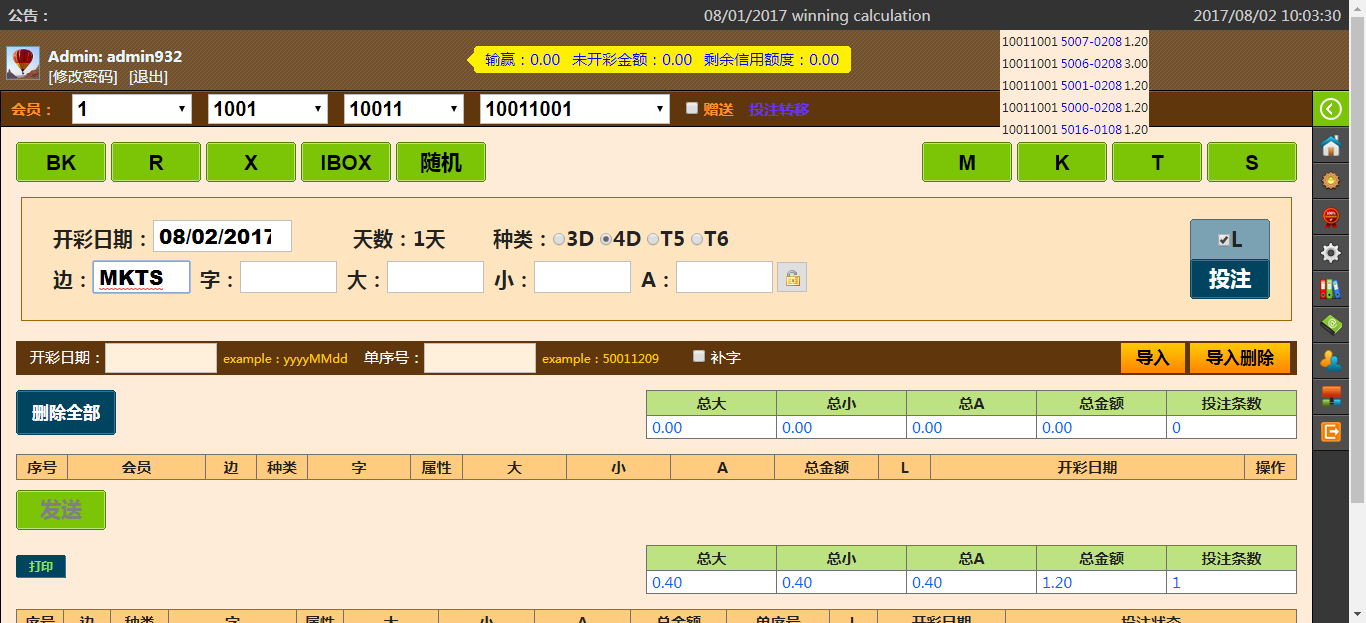 公告： 08/01/2017 winning calculation 2017/08/02 10:03:30
Admin: admin932
[修改密码] [退出]
输赢：0.00 未开彩金额：0.00 剩余信用额度：0.00
10011001 5007-0208 1.20
10011001 5006-0208 3.00
10011001 5001-0208 1.20
10011001 5000-0208 1.20
10011001 5016-0108 1.20
会员： 1 1001 10011 10011001 赠送 投注转移
BK R X IBOX 随机 M K T S
开彩日期： 08/02/2017 天数：1天 种类： 3D 4D T5 T6
L
边： MKTS 字： 大： 小： A：
投注
开彩日期： example : yyyyMMdd 单序号： example : 50011209 补字 导入 导入删除
删除全部
总大 总小 总A 总金额 投注条数
0.00 0.00 0.00 0.00 0
序号 会员 边 种类 字 属性 大 小 A 总金额 L 开彩日期 操作
发送
打印
总大 总小 总A 总金额 投注条数
0.40 0.40 0.40 1.20 1
序号 边 种类 字 属性 大 小 A 总金额 单序号 L 开彩日期 投注状态